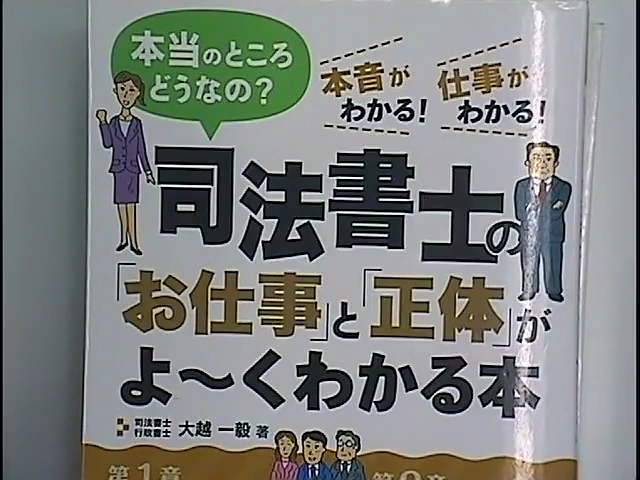 本当のところ
どうなの？
本音が
わかる！
仕事が
わかる！
司法書士の
「お仕事」と「正体」が
よ〜くわかる本
司法書士
行政書士 大越 一毅 著
第1章